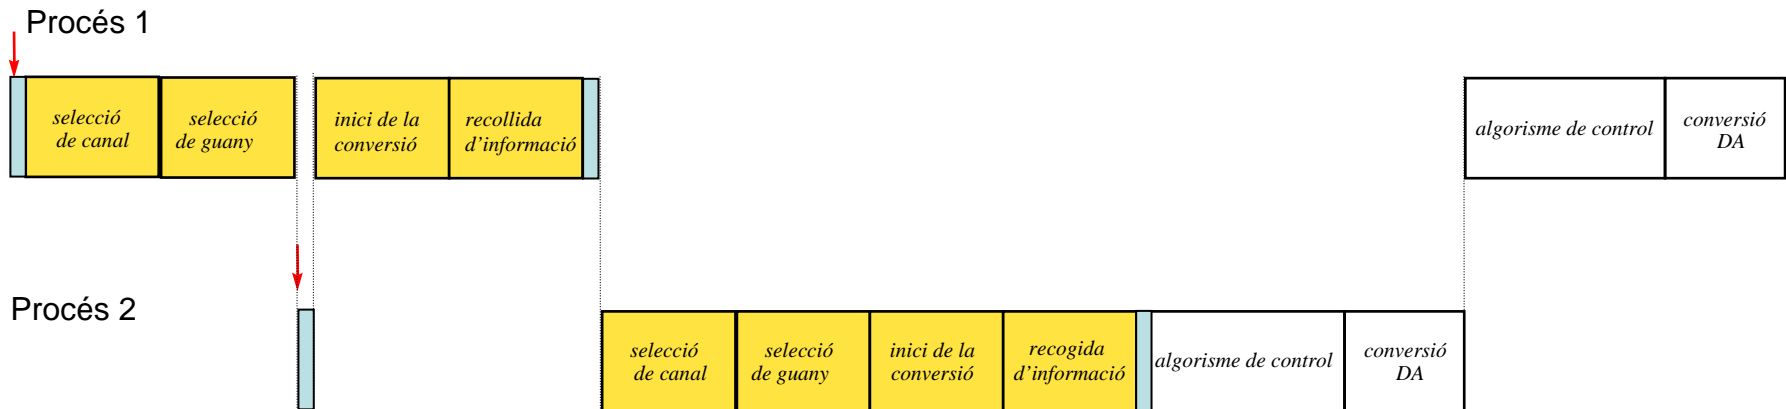 Procés 1
selecció
de canal
selecció
de guany
inici de la
conversió
recollida
d'informació
algorisme de control
conversió
DA
Procés 2
selecció
de canal
selecció
de guany
inici de la
conversió
recogida
d'informació
algorisme de control
conversió
DA